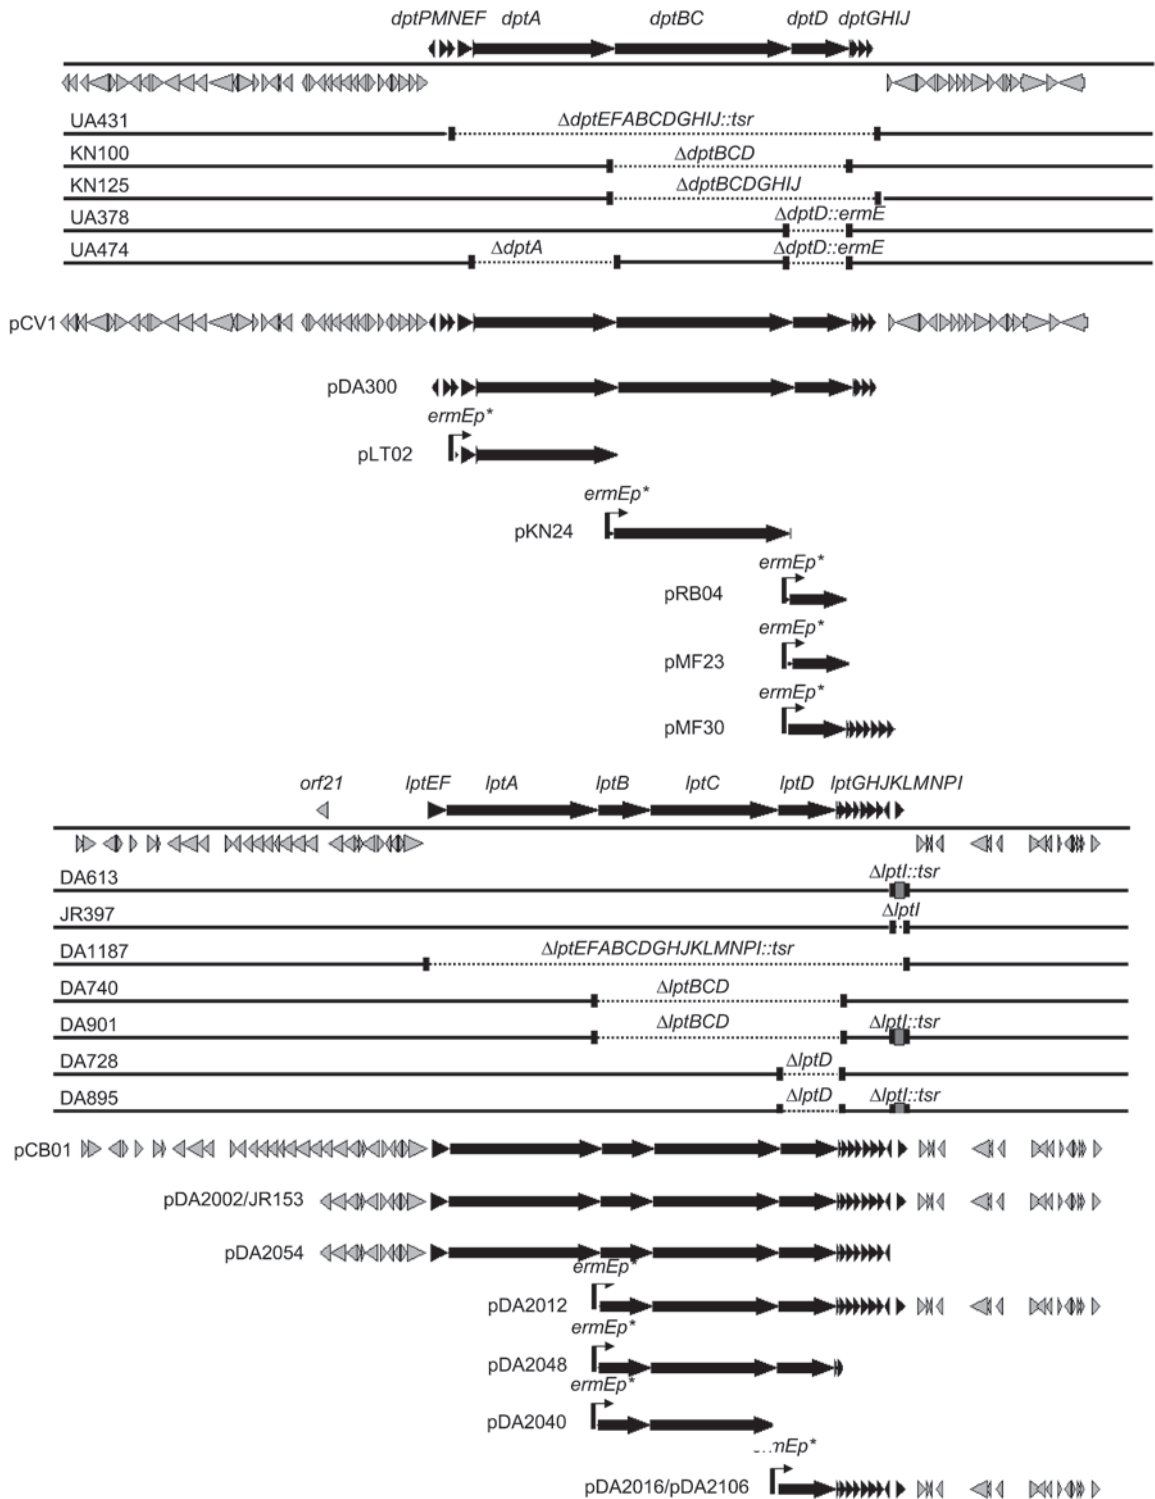 dptPMNEF dptA dptBC dptD dptGHIJ
UA431 ΔdptEFABCDGHIJ::tsr
KN100 ΔdptBCD
KN125 ΔdptBCDGHIJ
UA378 ΔdptD::ermE
UA474 ΔdptA ΔdptD::ermE
pCV1
pDA300
ermEp*
pLT02
ermEp*
pKN24
ermEp*
pRB04
ermEp*
pMF23
ermEp*
pMF30
orf21 lptEF lptA lptB lptC lptD lptGHJKLMNPI
DA613 ΔlptI::tsr
JR397 ΔlptI
DA1187 ΔlptEFABCDGHJKLMNPI::tsr
DA740 ΔlptBCD
DA901 ΔlptBCD ΔlptI::tsr
DA728 ΔlptD
DA895 ΔlptD ΔlptI::tsr
pCB01
pDA2002/JR153
pDA2054
ermEp*
pDA2012
ermEp*
pDA2048
ermEp*
pDA2040
pDA2016/pDA2106